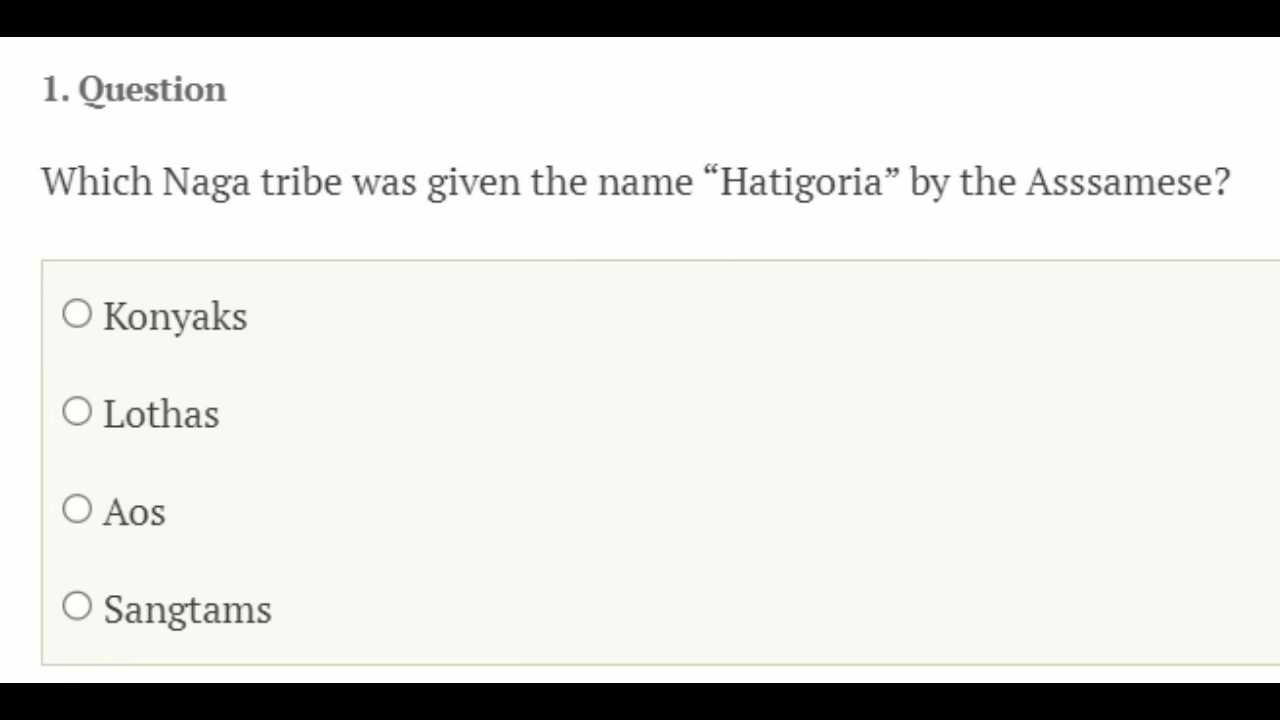 1. Question
Which Naga tribe was given the name “Hatigoria” by the Asssamese?
Konyaks
Lothas
Aos
Sangtams